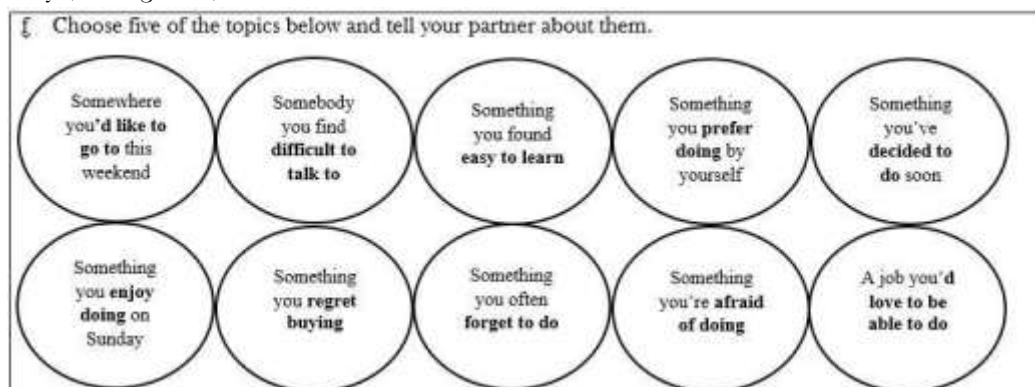 f Choose five of the topics below and tell your partner about them.
Somewhere
you'd like to
go to this
weekend
Somebody
you find
difficult to
talk to
Something
you found
easy to learn
Something
you prefer
doing by
yourself
Something
you've
decided to
do soon
Something
you enjoy
doing on
Sunday
Something
you regret
buying
Something
you often
forget to do
Something
you're afraid
of doing
A job you'd
love to be
able to do